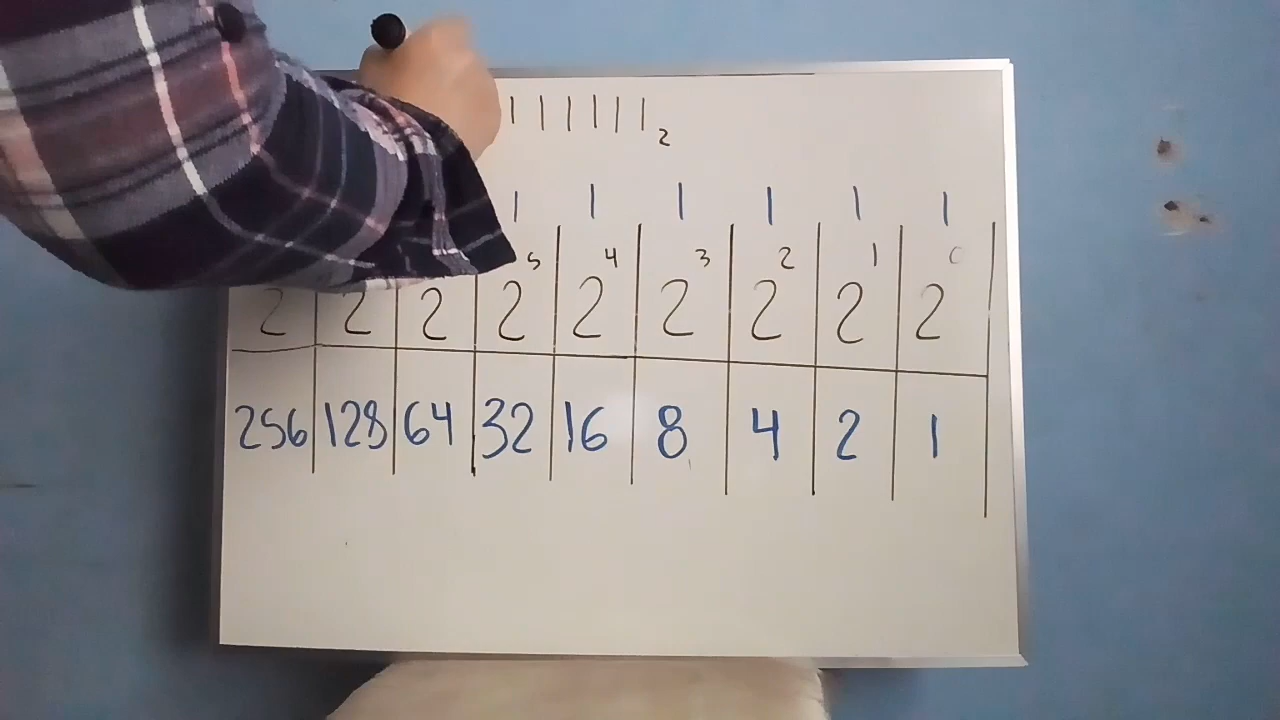 111111₂
1 1 1 1 1 1
2 2 2 2⁵ 2⁴ 2³ 2² 2¹ 2⁰
256 128 64 32 16 8 4 2 1